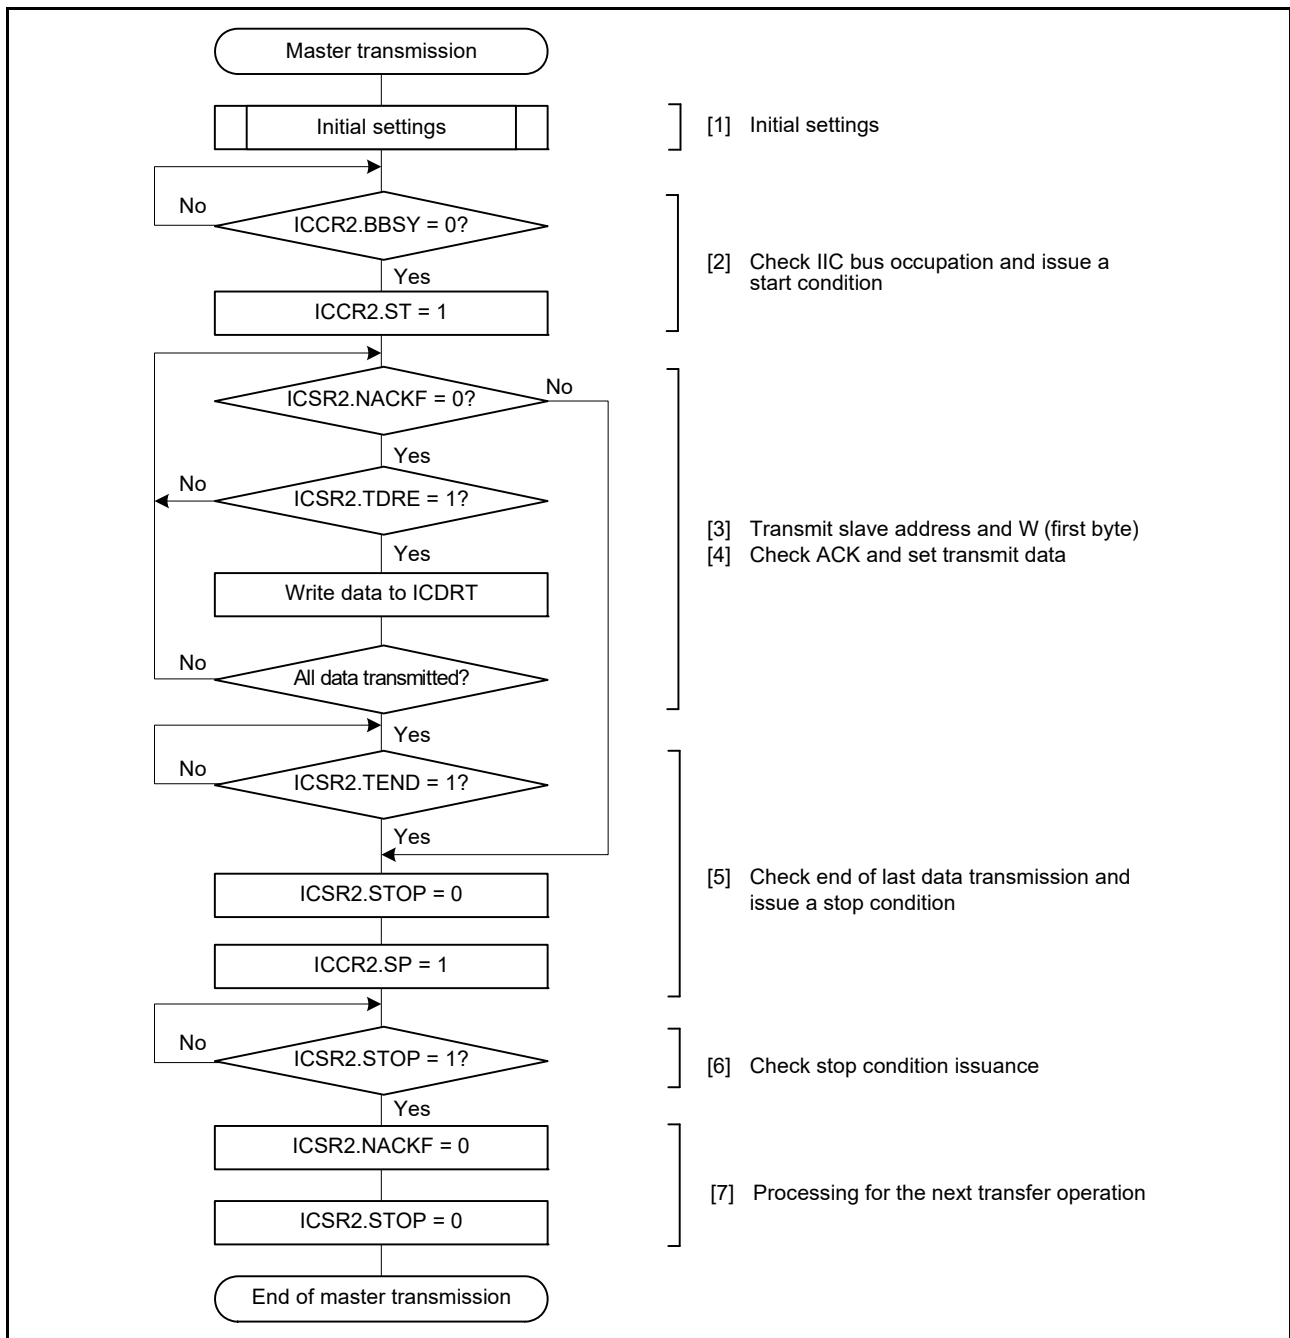 Master transmission
Initial settings
[1] Initial settings
No
ICCR2.BBSY = 0?
Yes
[2] Check IIC bus occupation and issue a
start condition
ICCR2.ST = 1
ICSR2.NACKF = 0?
No
Yes
No
ICSR2.TDRE = 1?
Yes
[3] Transmit slave address and W (first byte)
[4] Check ACK and set transmit data
Write data to ICDRT
No
All data transmitted?
Yes
No
ICSR2.TEND = 1?
Yes
[5] Check end of last data transmission and
issue a stop condition
ICSR2.STOP = 0
ICCR2.SP = 1
No
ICSR2.STOP = 1?
[6] Check stop condition issuance
Yes
ICSR2.NACKF = 0
[7] Processing for the next transfer operation
ICSR2.STOP = 0
End of master transmission